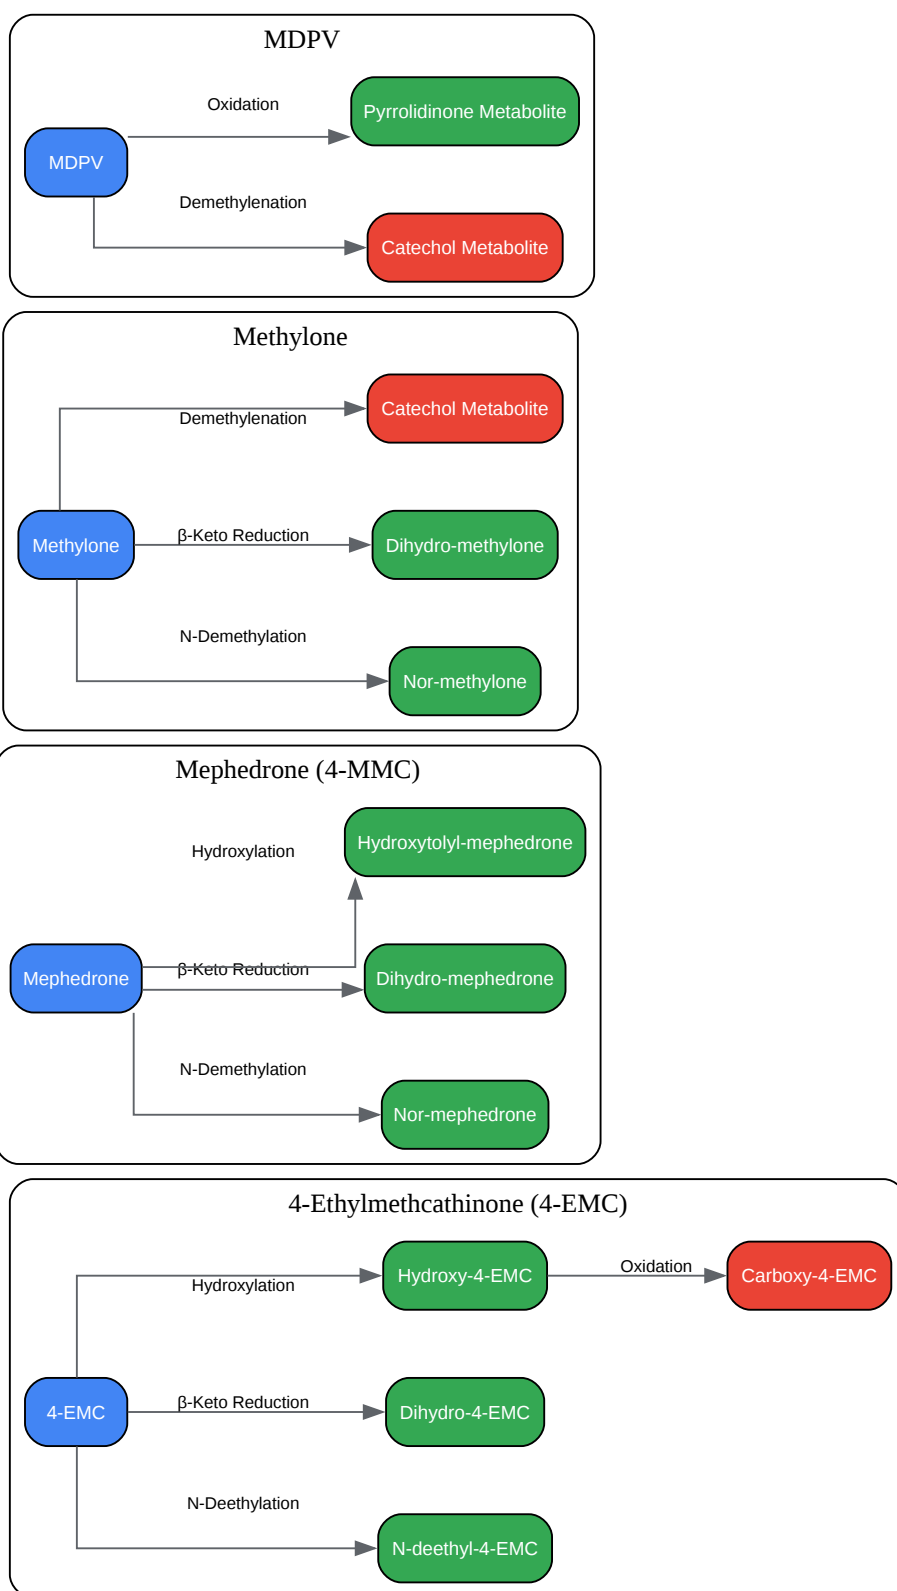 MDPV
Oxidation
Pyrrolidinone Metabolite
MDPV
Demethylenation
Catechol Metabolite
Methylone
Catechol Metabolite
Demethylenation
Methylone
β-Keto Reduction
Dihydro-methylone
N-Demethylation
Nor-methylone
Mephedrone (4-MMC)
Hydroxylation
Hydroxytolyl-mephedrone
Mephedrone
β-Keto Reduction
Dihydro-mephedrone
N-Demethylation
Nor-mephedrone
4-Ethylmethcathinone (4-EMC)
Hydroxylation
Hydroxy-4-EMC
Oxidation
Carboxy-4-EMC
4-EMC
β-Keto Reduction
Dihydro-4-EMC
N-Deethylation
N-deethyl-4-EMC